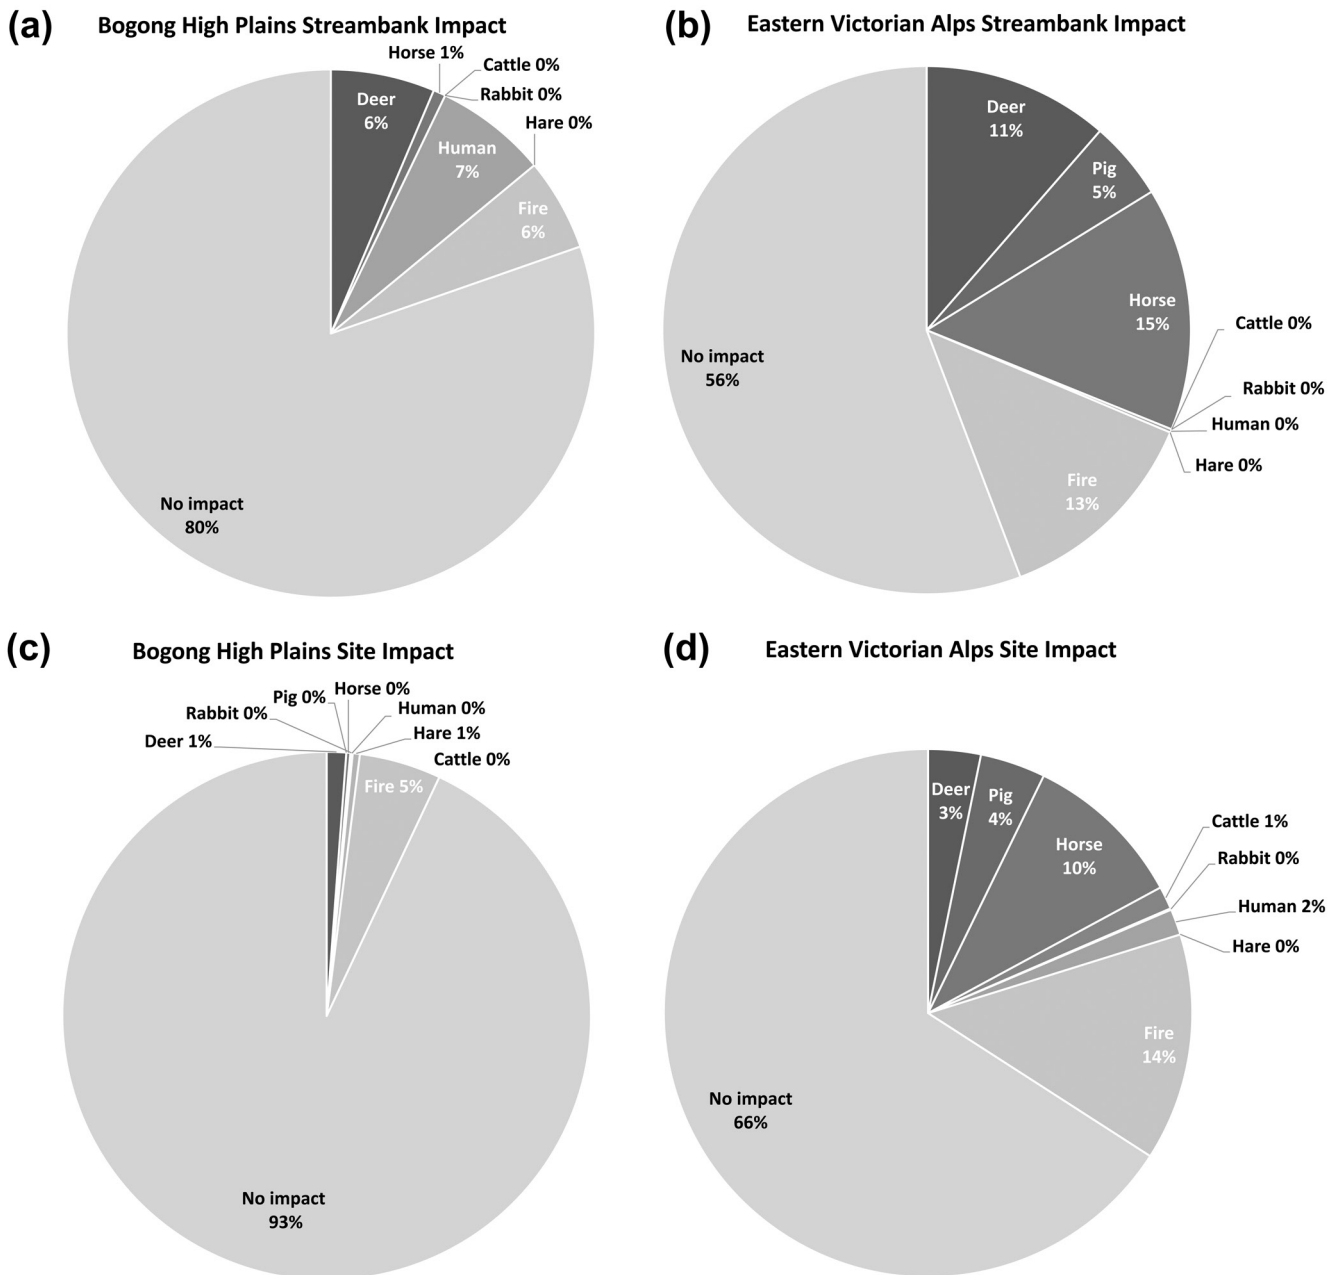 (a)
Bogong High Plains Streambank Impact
Horse 1%
Cattle 0%
Rabbit 0%
Hare 0%
Deer
6%
Human
7%
Fire
6%
No impact
80%
(b)
Eastern Victorian Alps Streambank Impact
Deer
11%
Pig
5%
Horse
15%
Cattle 0%
Rabbit 0%
Human 0%
Hare 0%
Fire
13%
No impact
56%
(c)
Bogong High Plains Site Impact
Horse 0%
Pig 0%
Human 0%
Rabbit 0%
Hare 1%
Deer 1%
Cattle 0%
Fire 5%
No impact
93%
(d)
Eastern Victorian Alps Site Impact
Deer
3%
Pig
4%
Horse
10%
Cattle 1%
Rabbit 0%
Human 2%
Hare 0%
Fire
14%
No impact
66%